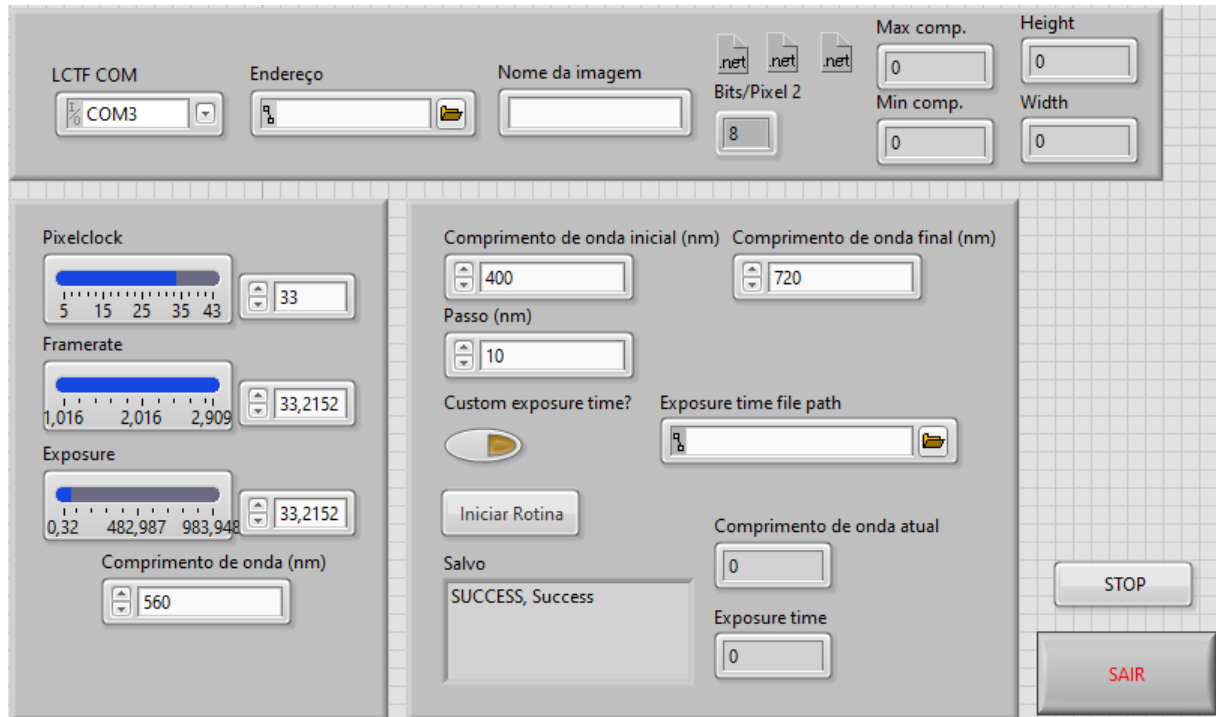 LCTF COM
I/O COM3
Endereço
Nome da imagem
.net .net .net
Bits/Pixel 2
8
Max comp.
0
Min comp.
0
Height
0
Width
0
Pixelclock
5 15 25 35 43
33
Framerate
1,016 2,016 2,909
33,2152
Exposure
0,32 482,987 983,948
33,2152
Comprimento de onda (nm)
560
Comprimento de onda inicial (nm)
400
Comprimento de onda final (nm)
720
Passo (nm)
10
Custom exposure time?
Exposure time file path
Iniciar Rotina
Salvo
SUCCESS, Success
Comprimento de onda atual
0
Exposure time
0
STOP
SAIR